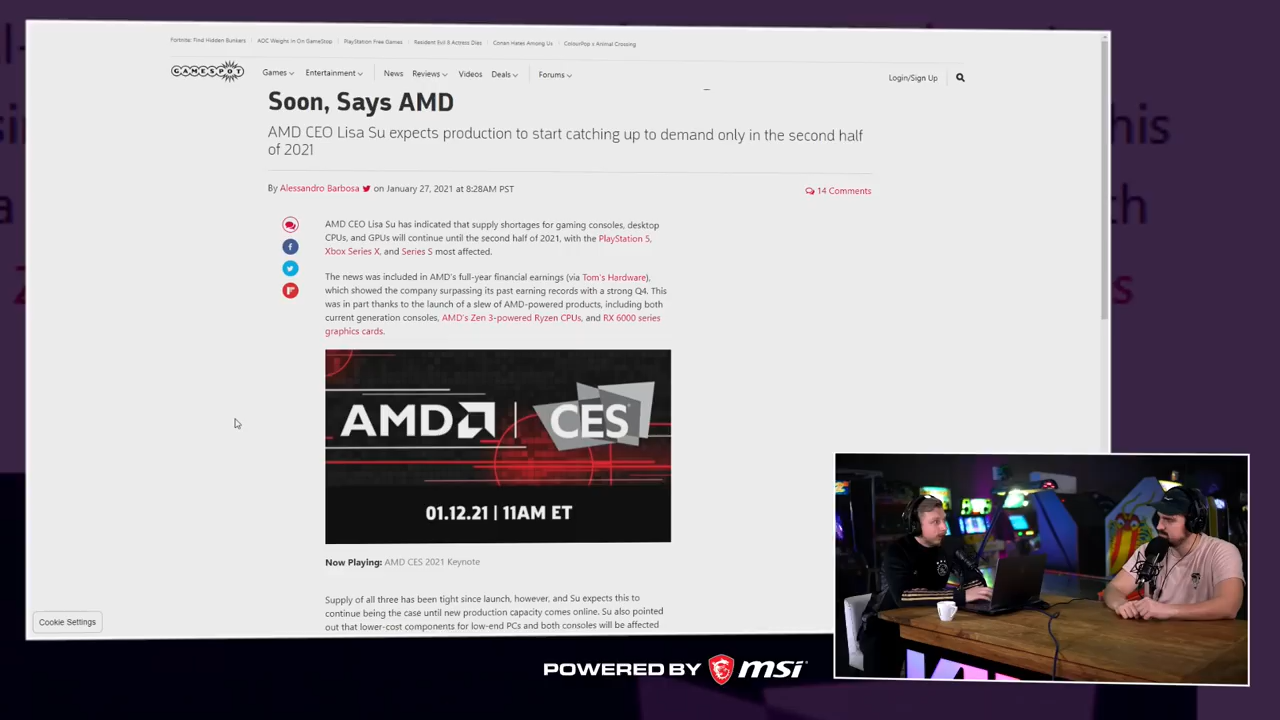 Fortnite: Find Hidden Bunkers
AOC Weighs in On GameStop
PlayStation Free Games
Resident Evil 8 Actress Dies
Conan Hates Among Us
ColourPop x Animal Crossing
GAMESPOT
Games
Entertainment
News
Reviews
Videos
Deals
Forums
Login/Sign Up
Soon, Says AMD
AMD CEO Lisa Su expects production to start catching up to demand only in the second half
of 2021
By Alessandro Barbosa on January 27, 2021 at 8:28AM PST
14 Comments
AMD CEO Lisa Su has indicated that supply shortages for gaming consoles, desktop
CPUs, and GPUs will continue until the second half of 2021, with the PlayStation 5,
Xbox Series X, and Series S most affected.
The news was included in AMD's full-year financial earnings (via Tom's Hardware),
which showed the company surpassing its past earning records with a strong Q4. This
was in part thanks to the launch of a slew of AMD-powered products, including both
current generation consoles, AMD's Zen 3-powered Ryzen CPUs, and RX 6000 series
graphics cards.
AMD | CES
01.12.21 | 11AM ET
Now Playing: AMD CES 2021 Keynote
Supply of all three has been tight since launch, however, and Su expects this to
continue being the case until new production capacity comes online. Su also pointed
out that lower-cost components for low-end PCs and both consoles will be affected
Cookie Settings
POWERED BY msi